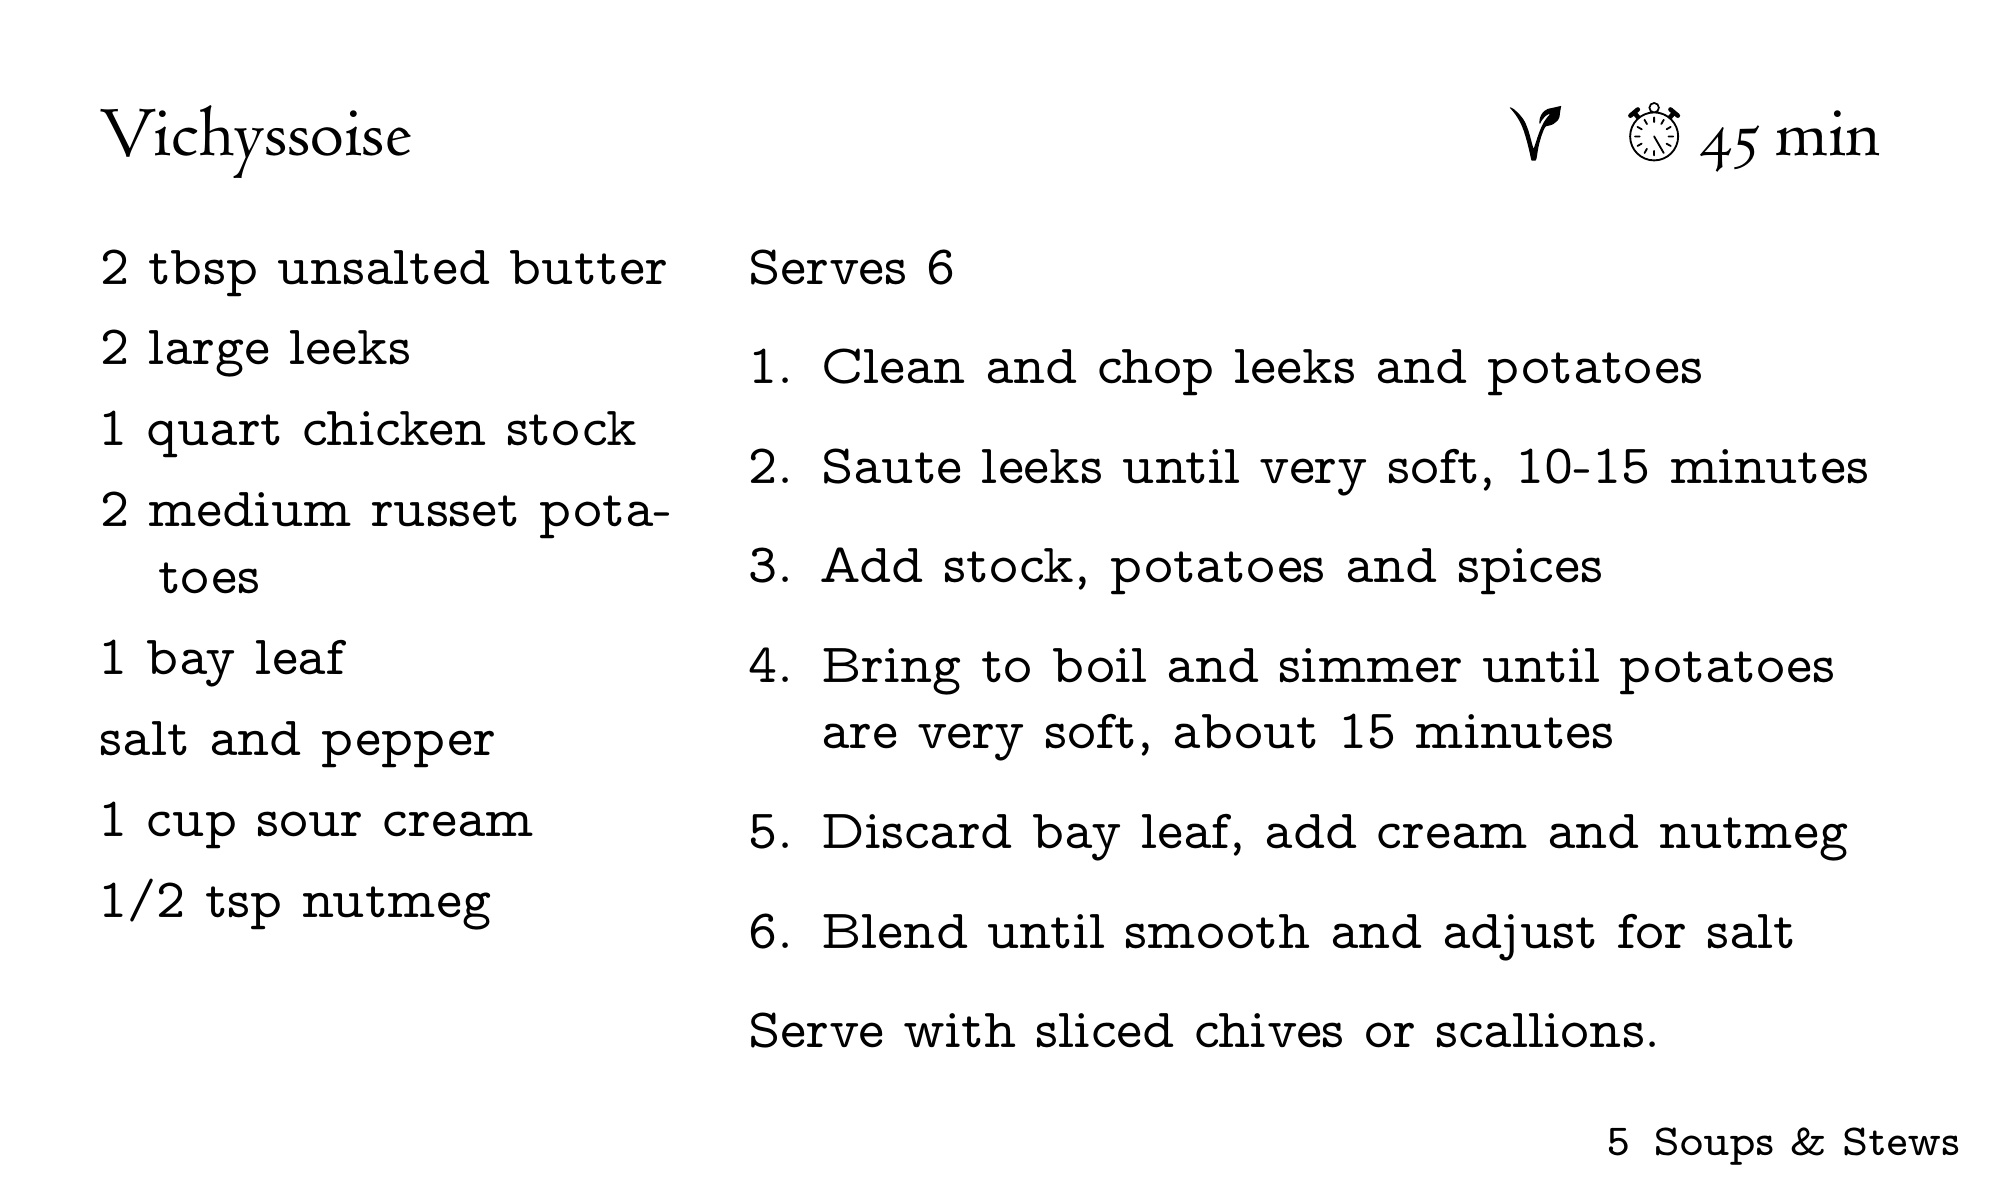 Vichyssoise
V 45 min
2 tbsp unsalted butter
2 large leeks
1 quart chicken stock
2 medium russet pota-
toes
1 bay leaf
salt and pepper
1 cup sour cream
1/2 tsp nutmeg
Serves 6
1. Clean and chop leeks and potatoes
2. Saute leeks until very soft, 10-15 minutes
3. Add stock, potatoes and spices
4. Bring to boil and simmer until potatoes
are very soft, about 15 minutes
5. Discard bay leaf, add cream and nutmeg
6. Blend until smooth and adjust for salt
Serve with sliced chives or scallions.
5 Soups & Stews